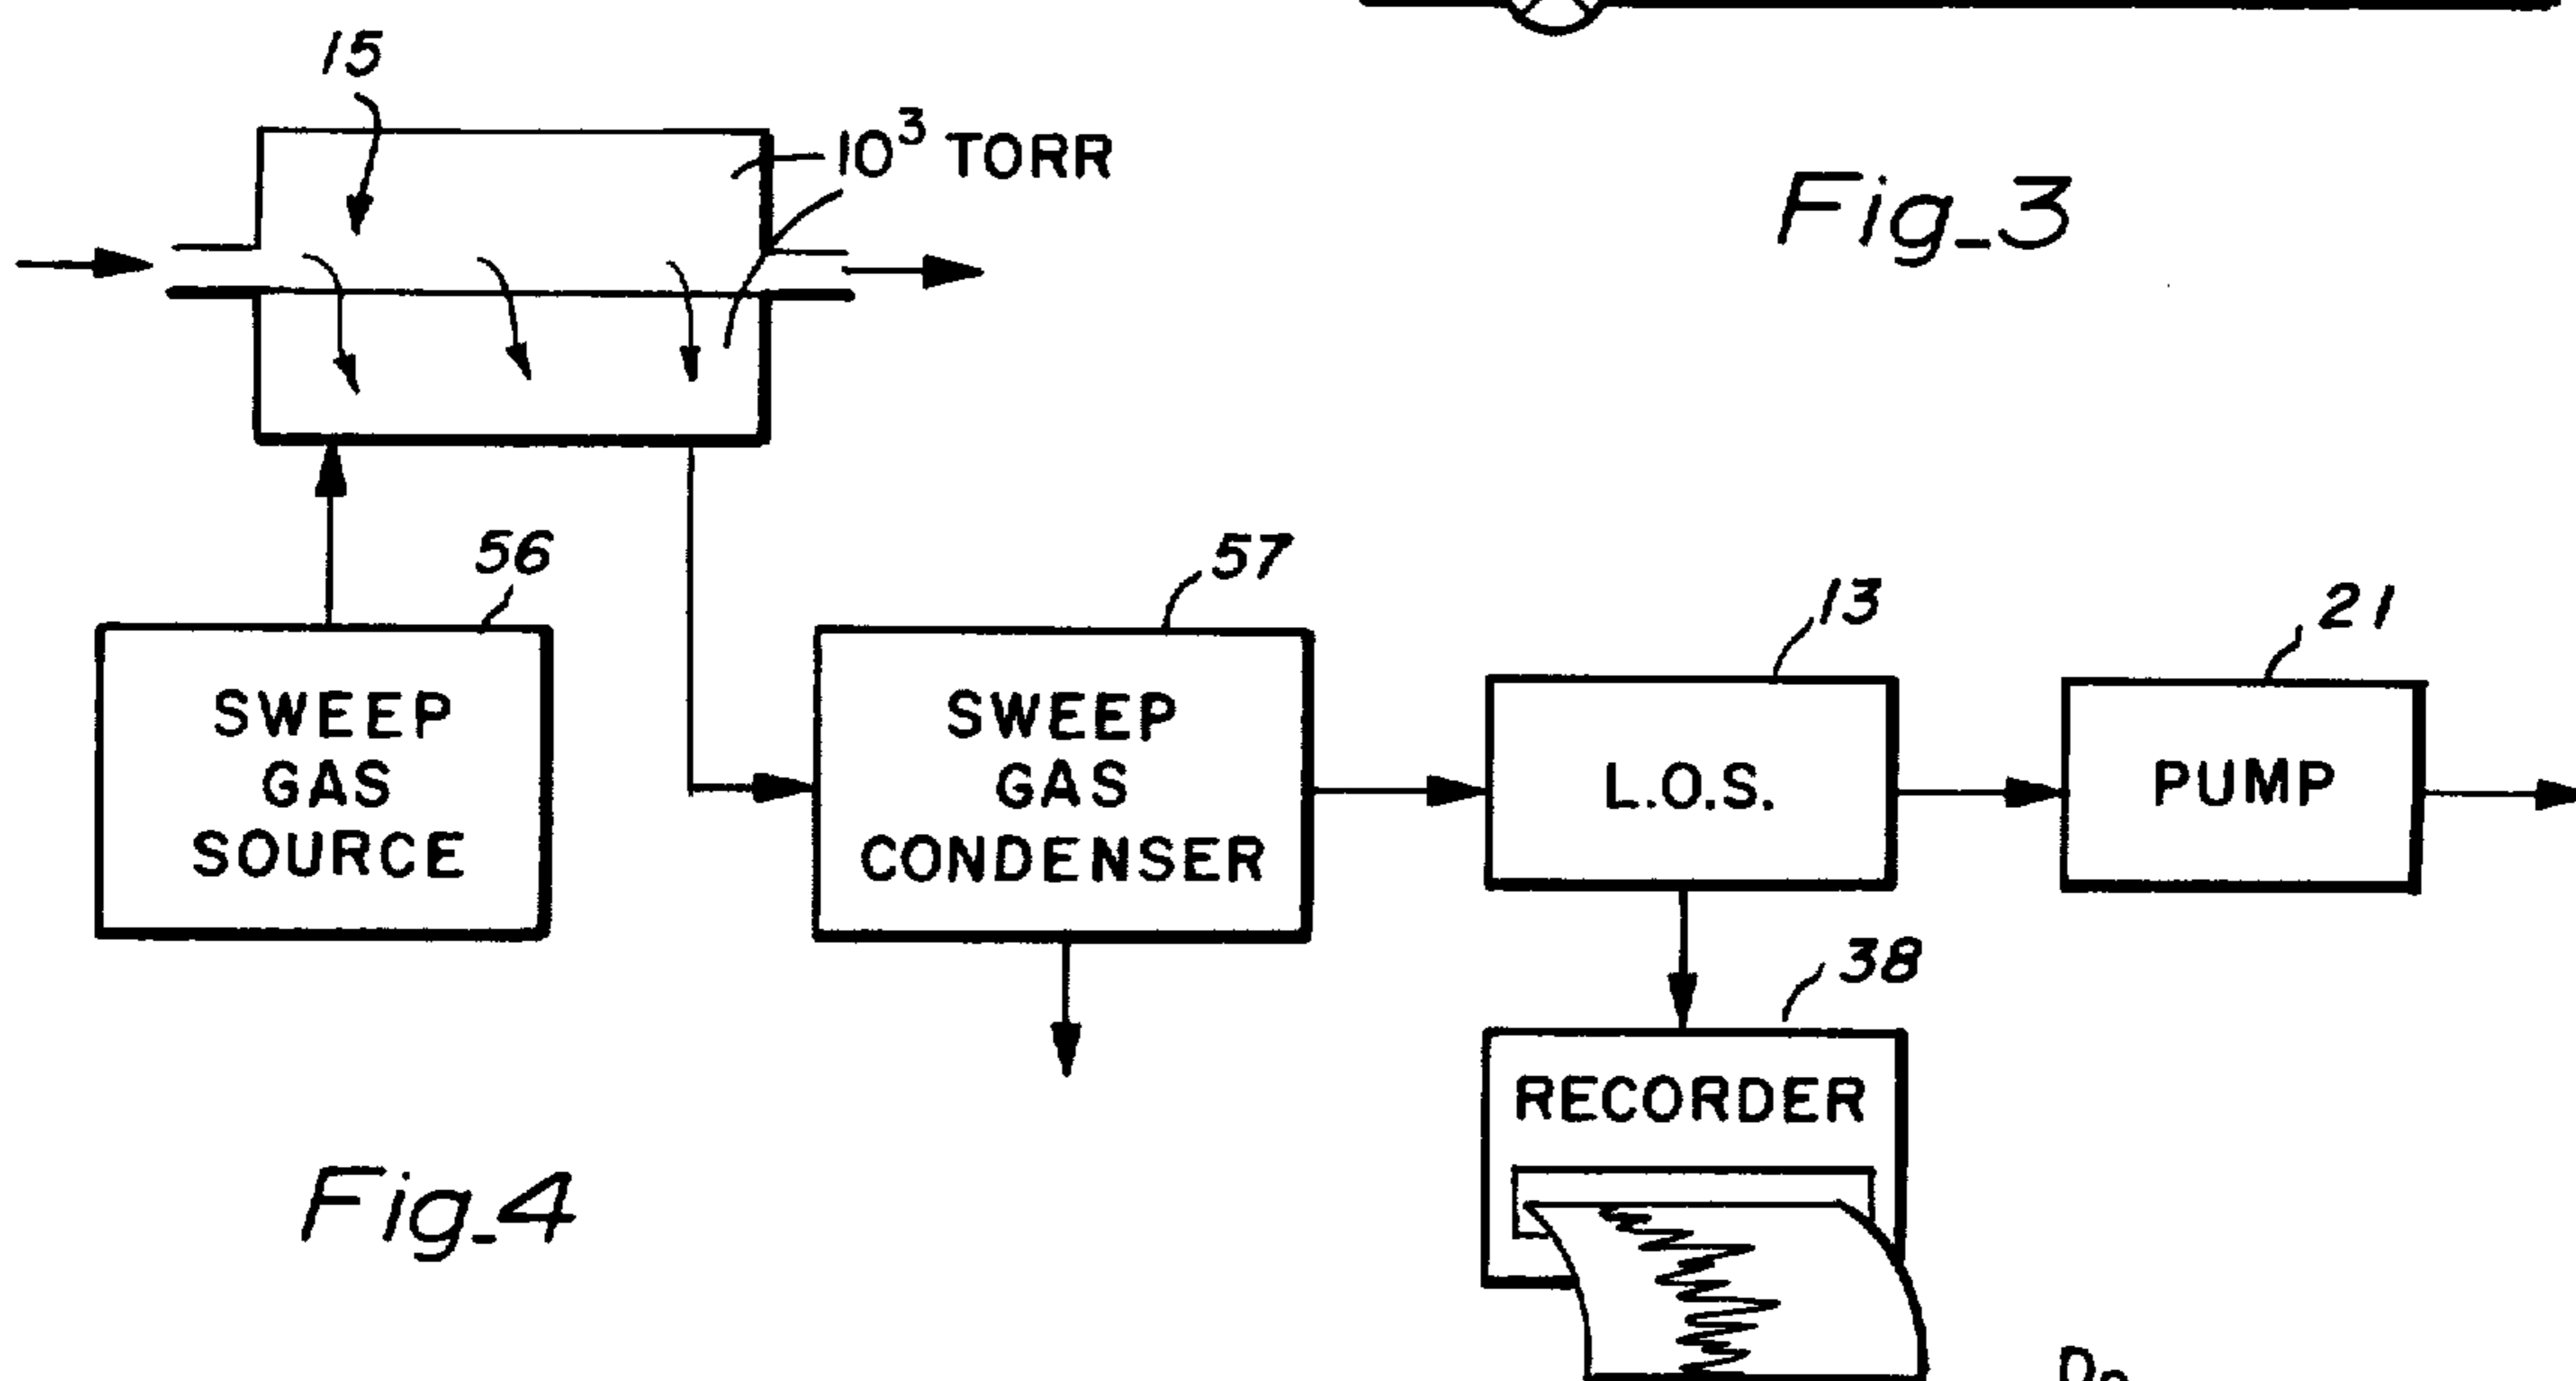 15
10³ TORR
Fig_3
56
57
13
21
SWEEP
GAS
SOURCE
SWEEP
GAS
CONDENSER
L.O.S.
PUMP
38
RECORDER
Fig_4